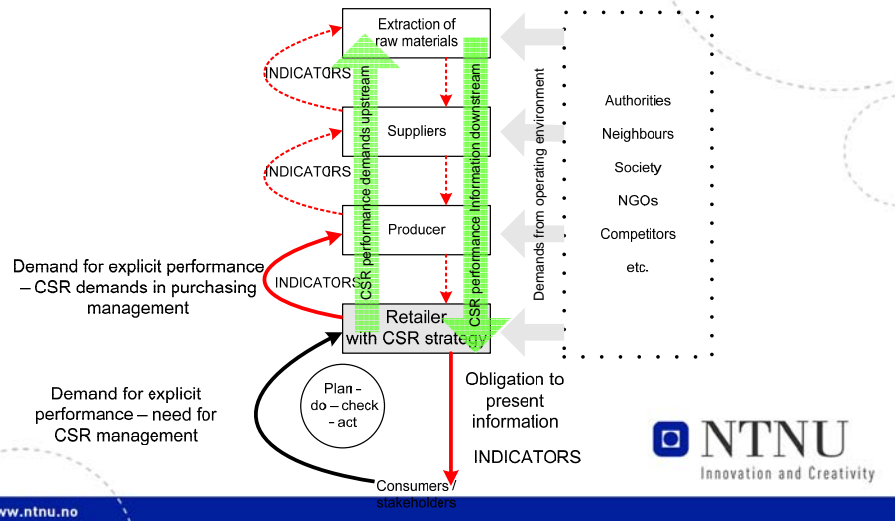 Extraction of
raw materials
INDICATORS
Suppliers
INDICATORS
Producer
INDICATORS
Retailer
with CSR strategy
CSR performance demands upstream
CSR performance Information downstream
Demands from operating environment
Authorities
Neighbours
Society
NGOs
Competitors
etc.
Demand for explicit performance
– CSR demands in purchasing
management
Demand for explicit
performance – need for
CSR management
Plan -
do – check
- act
Obligation to
present
information
INDICATORS
Consumers /
stakeholders
NTNU
Innovation and Creativity
ww.ntnu.no